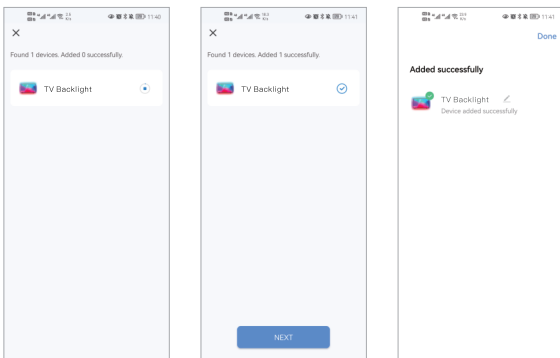 11:40
Found 1 devices. Added 0 successfully.
TV Backlight
11:41
Found 1 devices. Added 1 successfully.
TV Backlight
NEXT
11:41
Done
Added successfully
TV Backlight
Device added successfully